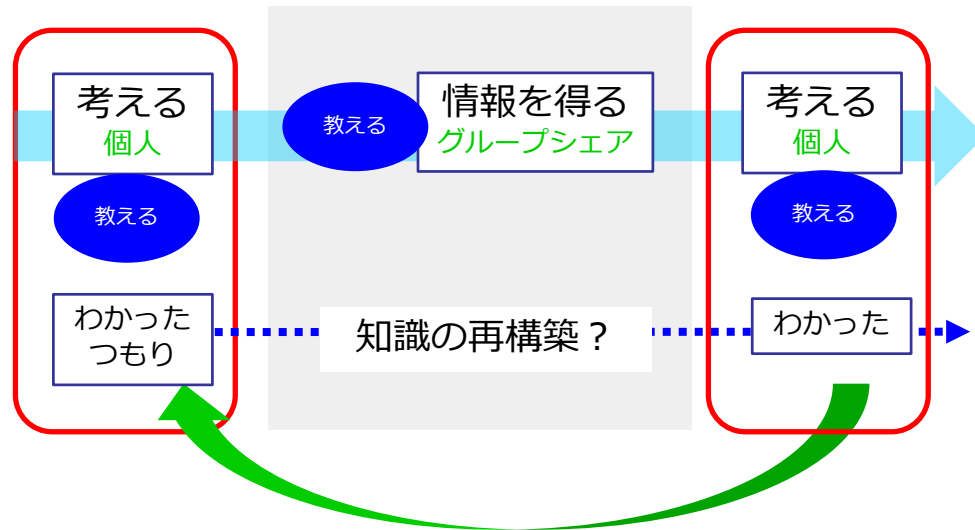 考える
個人
教える
わかった
つもり
教える
情報を得る
グループシェア
知識の再構築？
考える
個人
教える
わかった